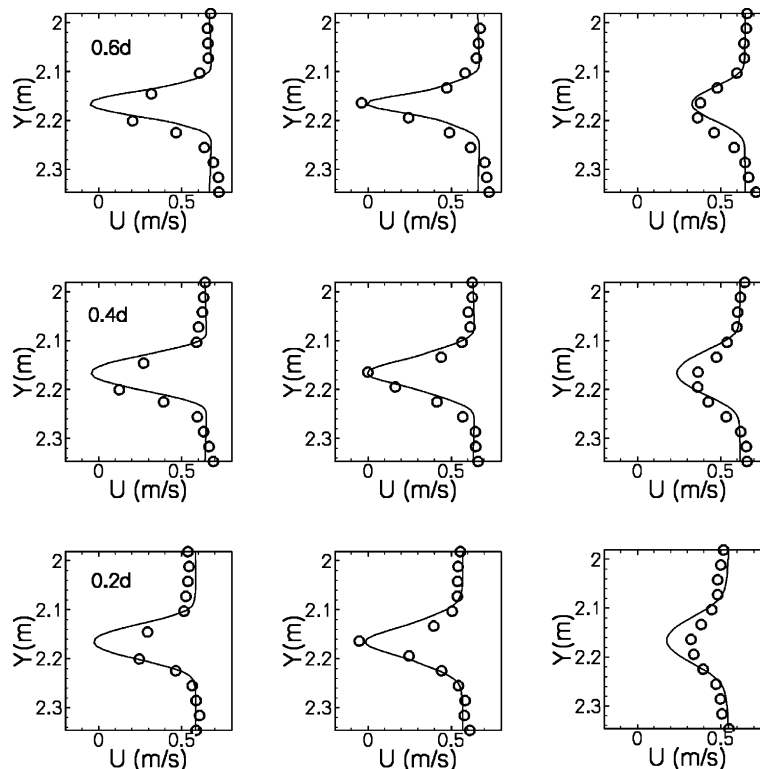 2 2 2
0.6d
2.1 2.1 2.1
Y(m) Y(m) Y(m)
2.2 2.2 2.2
2.3 2.3 2.3
0 0.5 0 0.5 0 0.5
U (m/s) U (m/s) U (m/s)
2 2 2
0.4d
2.1 2.1 2.1
Y(m) Y(m) Y(m)
2.2 2.2 2.2
2.3 2.3 2.3
0 0.5 0 0.5 0 0.5
U (m/s) U (m/s) U (m/s)
2 2 2
0.2d
2.1 2.1 2.1
Y(m) Y(m) Y(m)
2.2 2.2 2.2
2.3 2.3 2.3
0 0.5 0 0.5 0 0.5
U (m/s) U (m/s) U (m/s)